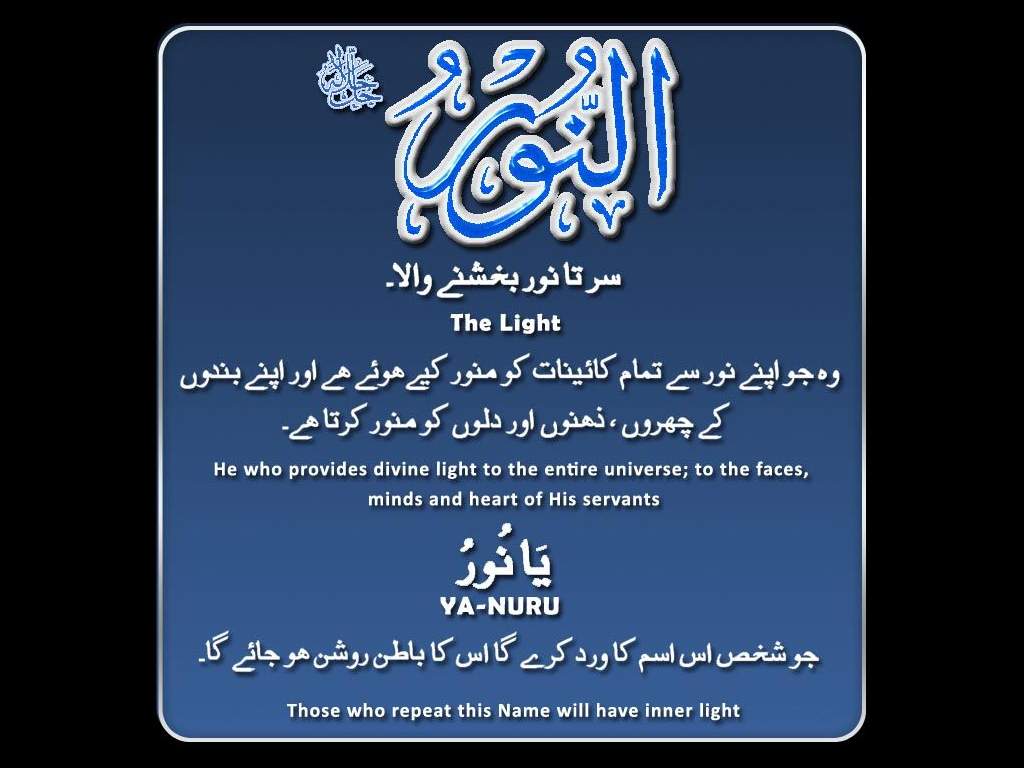 النُّورُ
جل جلاله
سر تا نور بخشنے والا۔
The Light
وہ جو اپنے نور سے تمام کائینات کو منور کیے ھوئے ھے اور اپنے بندوں
کے چھروں، ذھنوں اور دلوں کو منور کرتا ھے۔
He who provides divine light to the entire universe; to the faces,
minds and heart of His servants
يَا نُورُ
YA-NURU
جو شخص اس اسم کا ورد کرے گا اس کا باطن روشن ھو جائے گا۔
Those who repeat this Name will have inner light